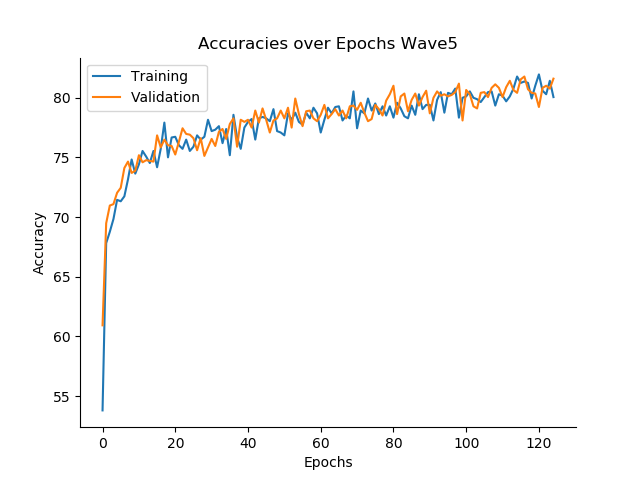 Accuracies over Epochs Wave5
Training
Validation
80
75
70
65
60
55
Accuracy
0 20 40 60 80 100 120
Epochs